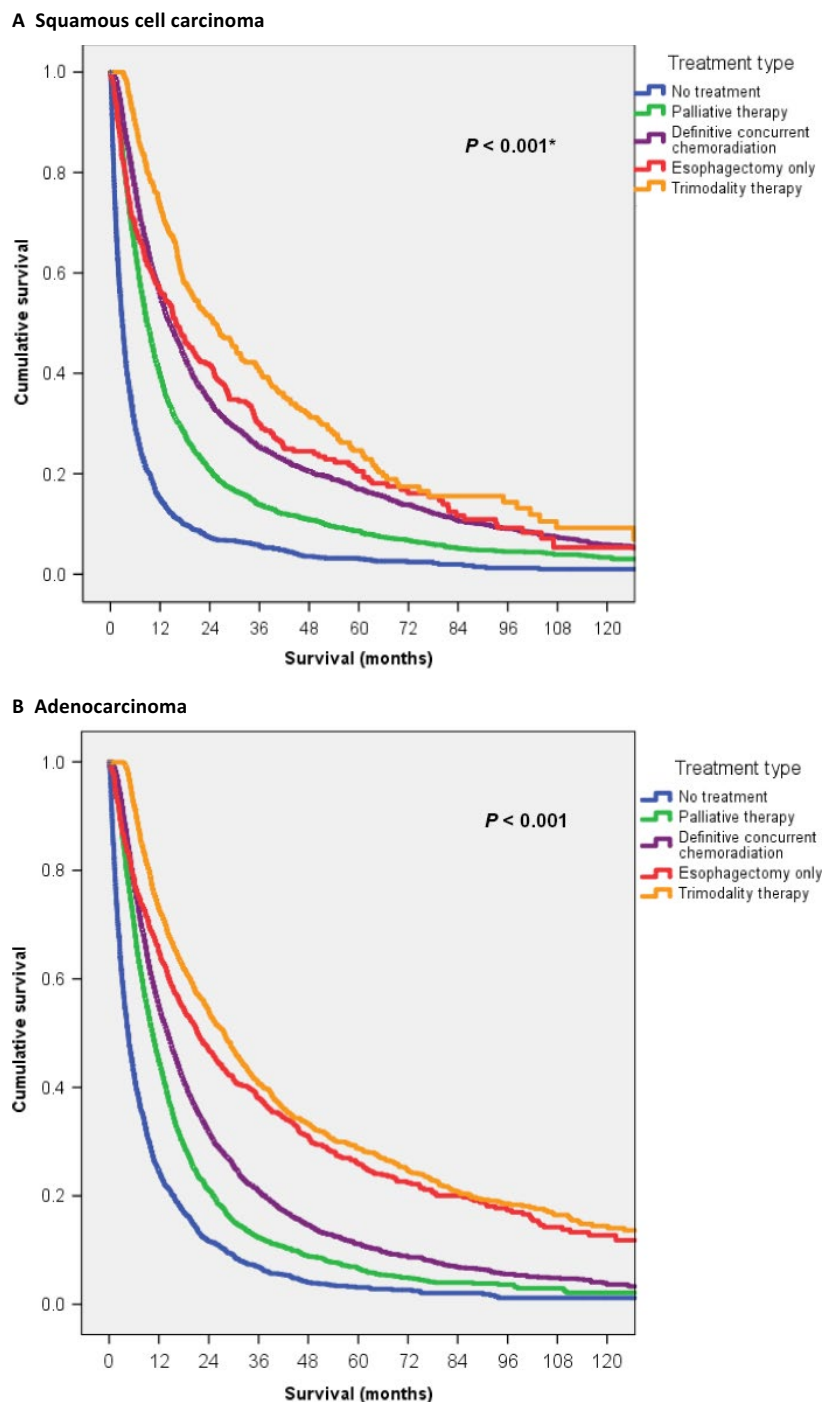 A Squamous cell carcinoma
Treatment type
No treatment
Palliative therapy
Definitive concurrent
chemoradiation
Esophagectomy only
Trimodality therapy
P < 0.001*
1.0
0.8
0.6
0.4
0.2
0.0
Cumulative survival
0 12 24 36 48 60 72 84 96 108 120
Survival (months)
B Adenocarcinoma
Treatment type
No treatment
Palliative therapy
Definitive concurrent
chemoradiation
Esophagectomy only
Trimodality therapy
P < 0.001
1.0
0.8
0.6
0.4
0.2
0.0
Cumulative survival
0 12 24 36 48 60 72 84 96 108 120
Survival (months)